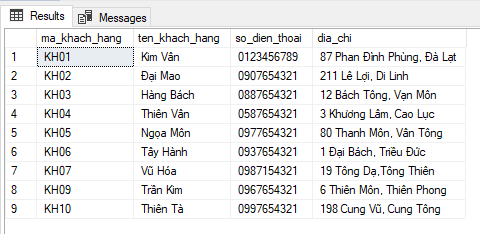 Results Messages
ma_khach_hang ten_khach_hang so_dien_thoai dia_chi
1 KH01 Kim Vân 0123456789 87 Phan Đình Phùng, Đà Lạt
2 KH02 Đại Mao 0907654321 211 Lê Lợi, Di Linh
3 KH03 Hàng Bách 0887654321 12 Bách Tông, Vạn Môn
4 KH04 Thiên Vân 0587654321 3 Khương Lâm, Cao Lục
5 KH05 Ngọa Môn 0977654321 80 Thanh Môn, Vân Tông
6 KH06 Tây Hành 0937654321 1 Đại Bách, Triều Đức
7 KH07 Vũ Hóa 0987154321 19 Tông Dạ,Tông Thiên
8 KH09 Trân Kim 0967654321 6 Thiên Môn, Thiên Phong
9 KH10 Thiên Tà 0997654321 198 Cung Vũ, Cung Tông